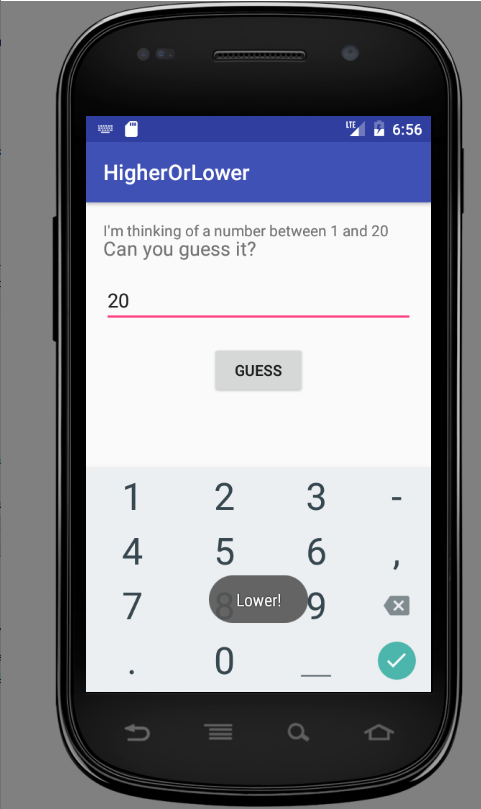 LTE 6:56
HigherOrLower
I'm thinking of a number between 1 and 20
Can you guess it?
20
GUESS
1 2 3 -
4 5 6 ,
7 8 9
Lower!
. 0 _